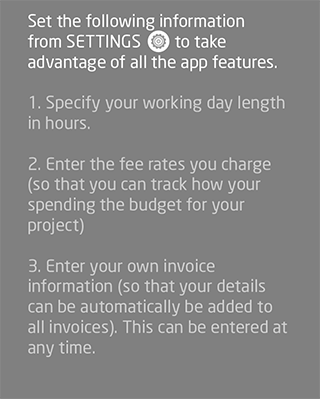 Set the following information
from SETTINGS to take
advantage of all the app features.
1. Specify your working day length
in hours.
2. Enter the fee rates you charge
(so that you can track how your
spending the budget for your
project)
3. Enter your own invoice
information (so that your details
can be automatically be added to
all invoices). This can be entered at
any time.